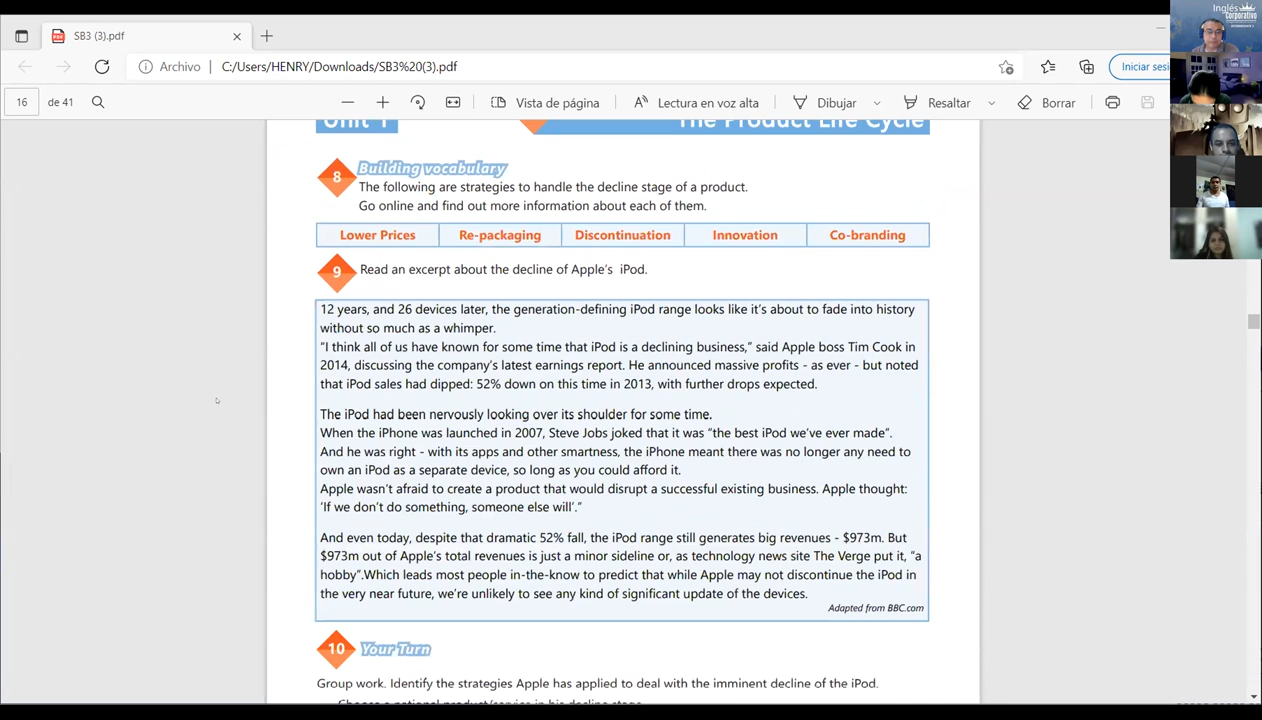 SB3 (3).pdf
Archivo
C:/Users/HENRY/Downloads/SB3%20(3).pdf
Iniciar sesi
16 de 41
Vista de página
Lectura en voz alta
Dibujar
Resaltar
Borrar
Inglés
Corporativo
Unit 1
The Product Life Cycle
8 Building vocabulary
The following are strategies to handle the decline stage of a product.
Go online and find out more information about each of them.
Lower Prices Re-packaging Discontinuation Innovation Co-branding
9 Read an excerpt about the decline of Apple's iPod.
12 years, and 26 devices later, the generation-defining iPod range looks like it's about to fade into history
without so much as a whimper.
"I think all of us have known for some time that iPod is a declining business," said Apple boss Tim Cook in
2014, discussing the company's latest earnings report. He announced massive profits - as ever - but noted
that iPod sales had dipped: 52% down on this time in 2013, with further drops expected.
The iPod had been nervously looking over its shoulder for some time.
When the iPhone was launched in 2007, Steve Jobs joked that it was "the best iPod we've ever made".
And he was right - with its apps and other smartness, the iPhone meant there was no longer any need to
own an iPod as a separate device, so long as you could afford it.
Apple wasn't afraid to create a product that would disrupt a successful existing business. Apple thought:
'If we don't do something, someone else will'."
And even today, despite that dramatic 52% fall, the iPod range still generates big revenues - $973m. But
$973m out of Apple's total revenues is just a minor sideline or, as technology news site The Verge put it, "a
hobby".Which leads most people in-the-know to predict that while Apple may not discontinue the iPod in
the very near future, we're unlikely to see any kind of significant update of the devices.
Adapted from BBC.com
10 Your Turn
Group work. Identify the strategies Apple has applied to deal with the imminent decline of the iPod.
Choose a national product/service in his decline stage